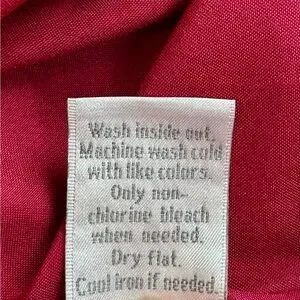 Wash inside out.
Machine wash cold
with like colors.
Only non-
chlorine bleach
when needed.
Dry flat.
Cool iron if needed.